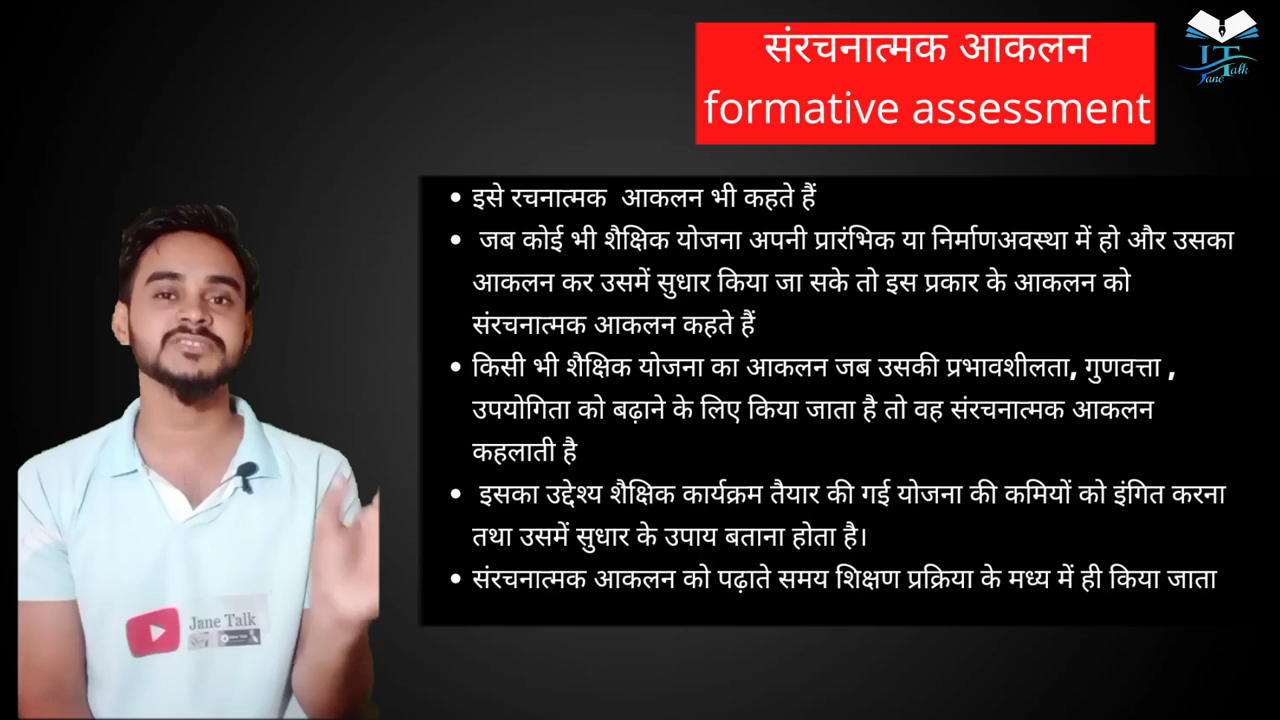 संरचनात्मक आकलन
formative assessment
JT
Jane Talk
• इसे रचनात्मक  आकलन भी कहते हैं
• जब कोई भी शैक्षिक योजना अपनी प्रारंभिक या निर्माणअवस्था में हो और उसका
आकलन कर उसमें सुधार किया जा सके तो इस प्रकार के आकलन को
संरचनात्मक आकलन कहते हैं
• किसी भी शैक्षिक योजना का आकलन जब उसकी प्रभावशीलता, गुणवत्ता ,
उपयोगिता को बढ़ाने के लिए किया जाता है तो वह संरचनात्मक आकलन
कहलाती है
• इसका उद्देश्य शैक्षिक कार्यक्रम तैयार की गई योजना की कमियों को इंगित करना
तथा उसमें सुधार के उपाय बताना होता है।
• संरचनात्मक आकलन को पढ़ाते समय शिक्षण प्रक्रिया के मध्य में ही किया जाता
Jane Talk